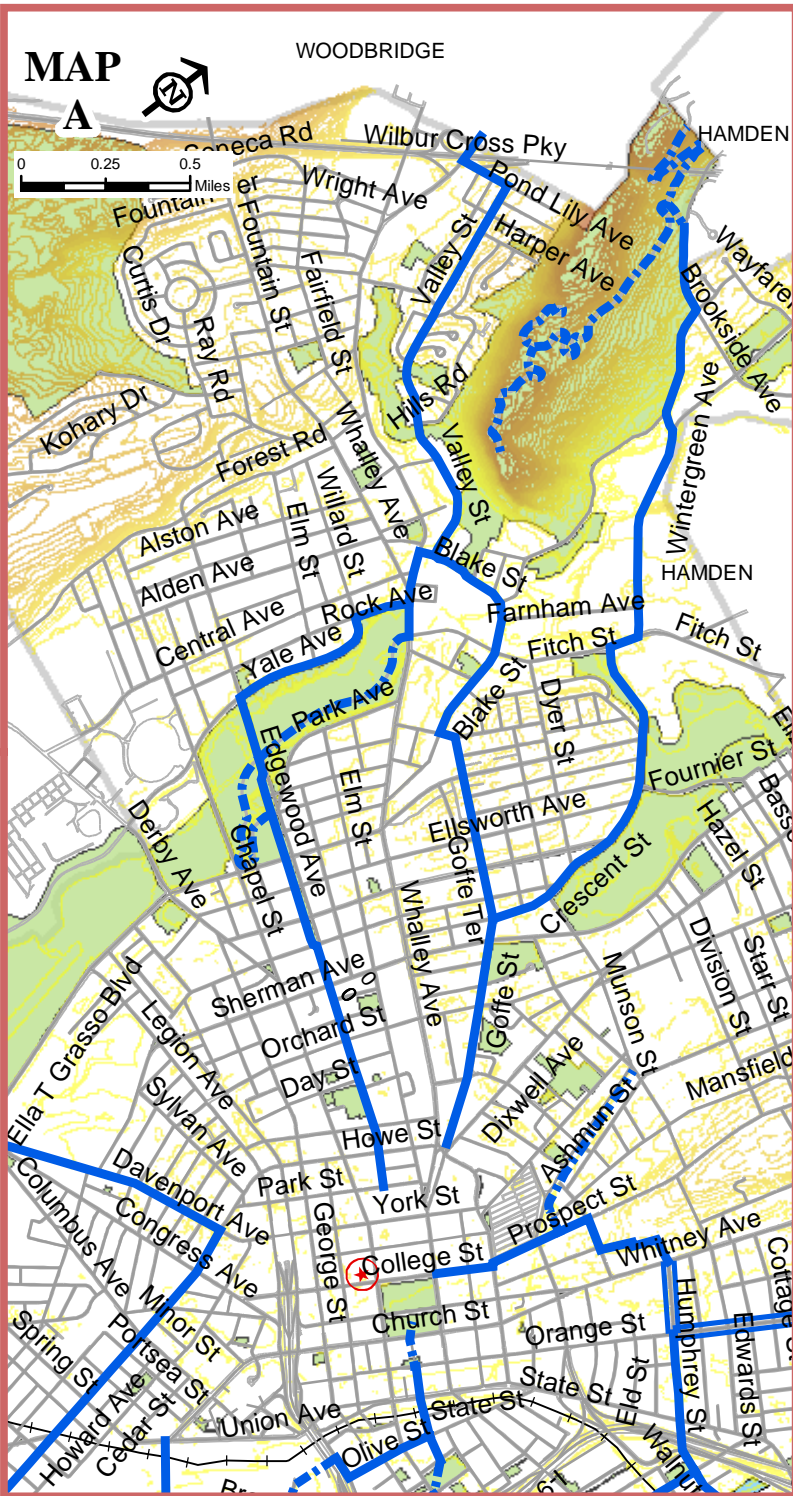 MAP
A
N
WOODBRIDGE
HAMDEN
Wilbur Cross Pky
Seneca Rd
0 0.25 0.5
Miles
Wright Ave
Pond Lily Ave
Fountain
er
Fountain St
Valley St
Harper Ave
Wayfarer
Curtis Dr
Fairfield St
Brookside Ave
Ray Rd
Hills Rd
Kohary Dr
Whalley Ave
Wintergreen Ave
Forest Rd
Valley St
Willard St
Alston Ave
Elm St
Blake St
Alden Ave
HAMDEN
Rock Ave
Farnham Ave
Central Ave
Fitch St
Fitch St
Yale Ave
Blake St
Park Ave
Dyer St
Edgewood Ave
Fournier St
Elm St
Basse
Ellsworth Ave
Hazel St
Derby Ave
Chapel St
Goffe Ter
Crescent St
Whalley Ave
Division St
Starr St
Sherman Ave
Munson St
Goffe St
Ella T Grasso Blvd
Legion Ave
Orchard St
Day St
Dixwell Ave
Mansfield
Sylvan Ave
Ashmun St
Howe St
Davenport Ave
Park St
York St
Prospect St
Columbus Ave
Congress Ave
George St
College St
Whitney Ave
Cottage St
Minor St
Church St
Humphrey St
Orange St
Edwards St
Spring St
Portsea St
Eld St
State St
State St
Howard Ave
Cedar St
Union Ave
Olive St
Walnut